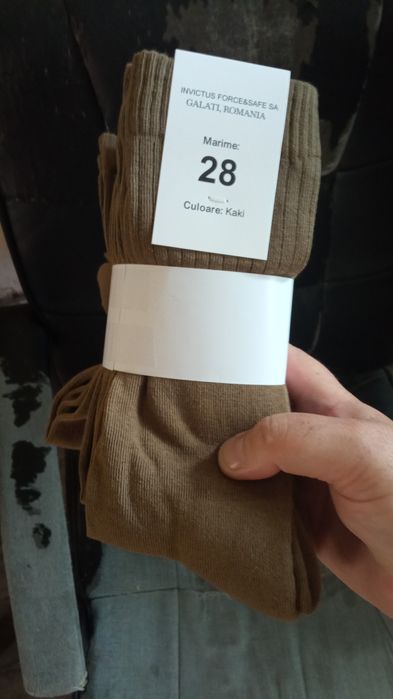 INVICTUS FORCE&SAFE SA
GALATI, ROMANIA
Marime:
28
Culoare: Kaki